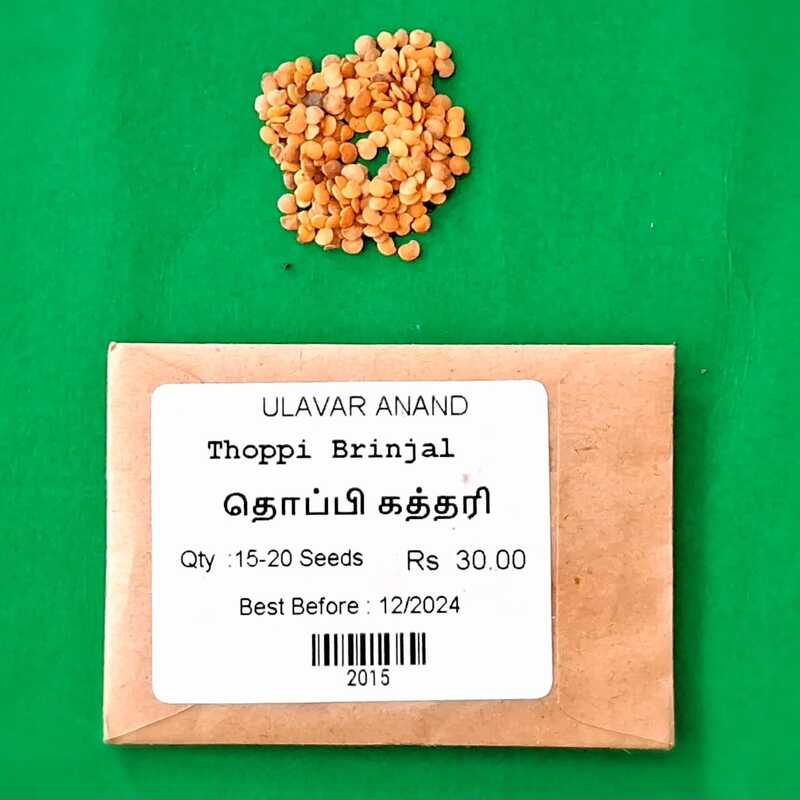 ULAVAR ANAND
Thoppi Brinjal
தொப்பி கத்தரி
Qty :15-20 Seeds Rs 30.00
Best Before : 12/2024
2015